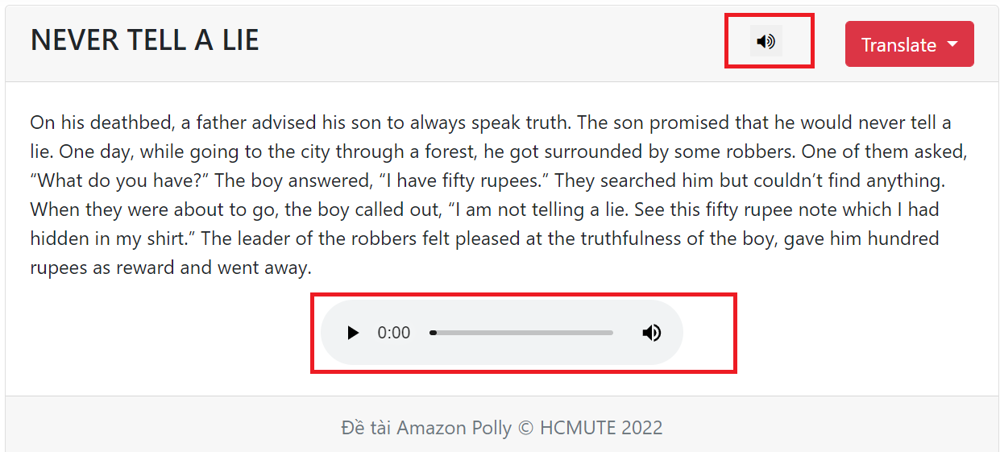 NEVER TELL A LIE
Translate
On his deathbed, a father advised his son to always speak truth. The son promised that he would never tell a
lie. One day, while going to the city through a forest, he got surrounded by some robbers. One of them asked,
“What do you have?” The boy answered, “I have fifty rupees.” They searched him but couldn’t find anything.
When they were about to go, the boy called out, “I am not telling a lie. See this fifty rupee note which I had
hidden in my shirt.” The leader of the robbers felt pleased at the truthfulness of the boy, gave him hundred
rupees as reward and went away.
0:00
Đề tài Amazon Polly © HCMUTE 2022